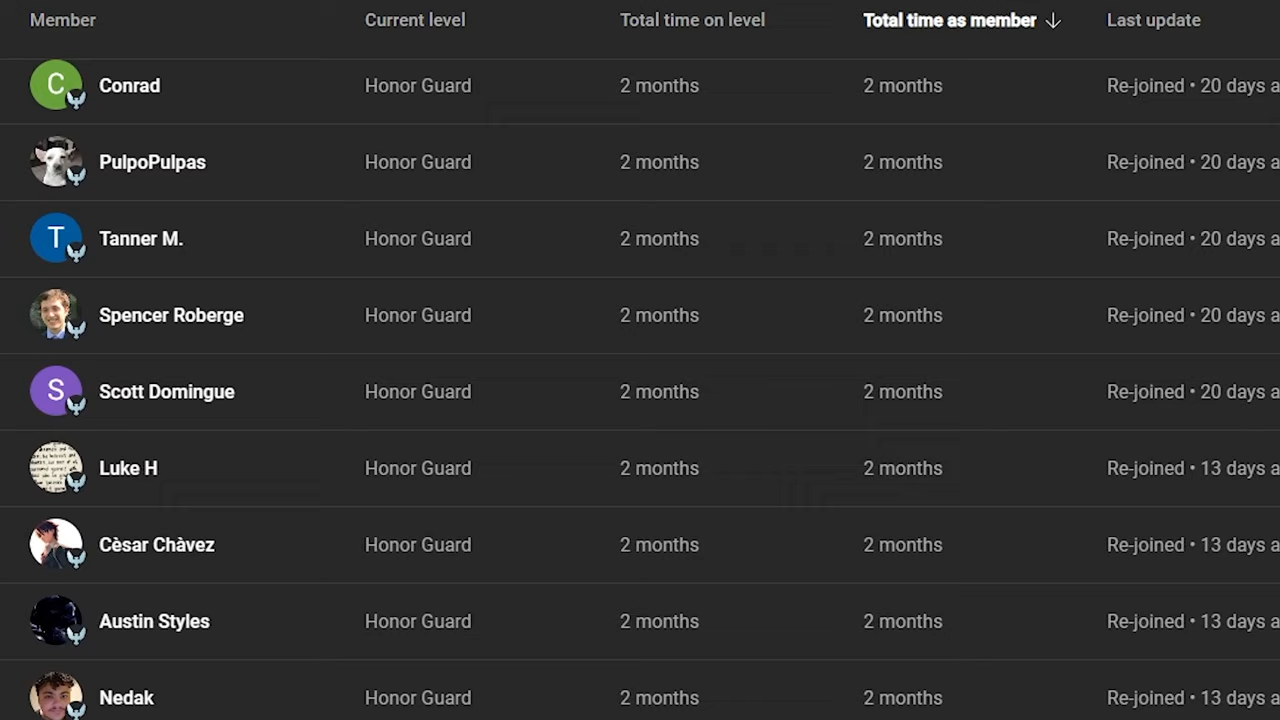 Member Current level Total time on level Total time as member Last update
C Conrad Honor Guard 2 months 2 months Re-joined • 20 days a
PulpoPulpas Honor Guard 2 months 2 months Re-joined • 20 days a
T Tanner M. Honor Guard 2 months 2 months Re-joined • 20 days a
Spencer Roberge Honor Guard 2 months 2 months Re-joined • 20 days a
S Scott Domingue Honor Guard 2 months 2 months Re-joined • 20 days a
Luke H Honor Guard 2 months 2 months Re-joined • 13 days a
Cèsar Chàvez Honor Guard 2 months 2 months Re-joined • 13 days a
Austin Styles Honor Guard 2 months 2 months Re-joined • 13 days a
Nedak Honor Guard 2 months 2 months Re-joined • 13 days a